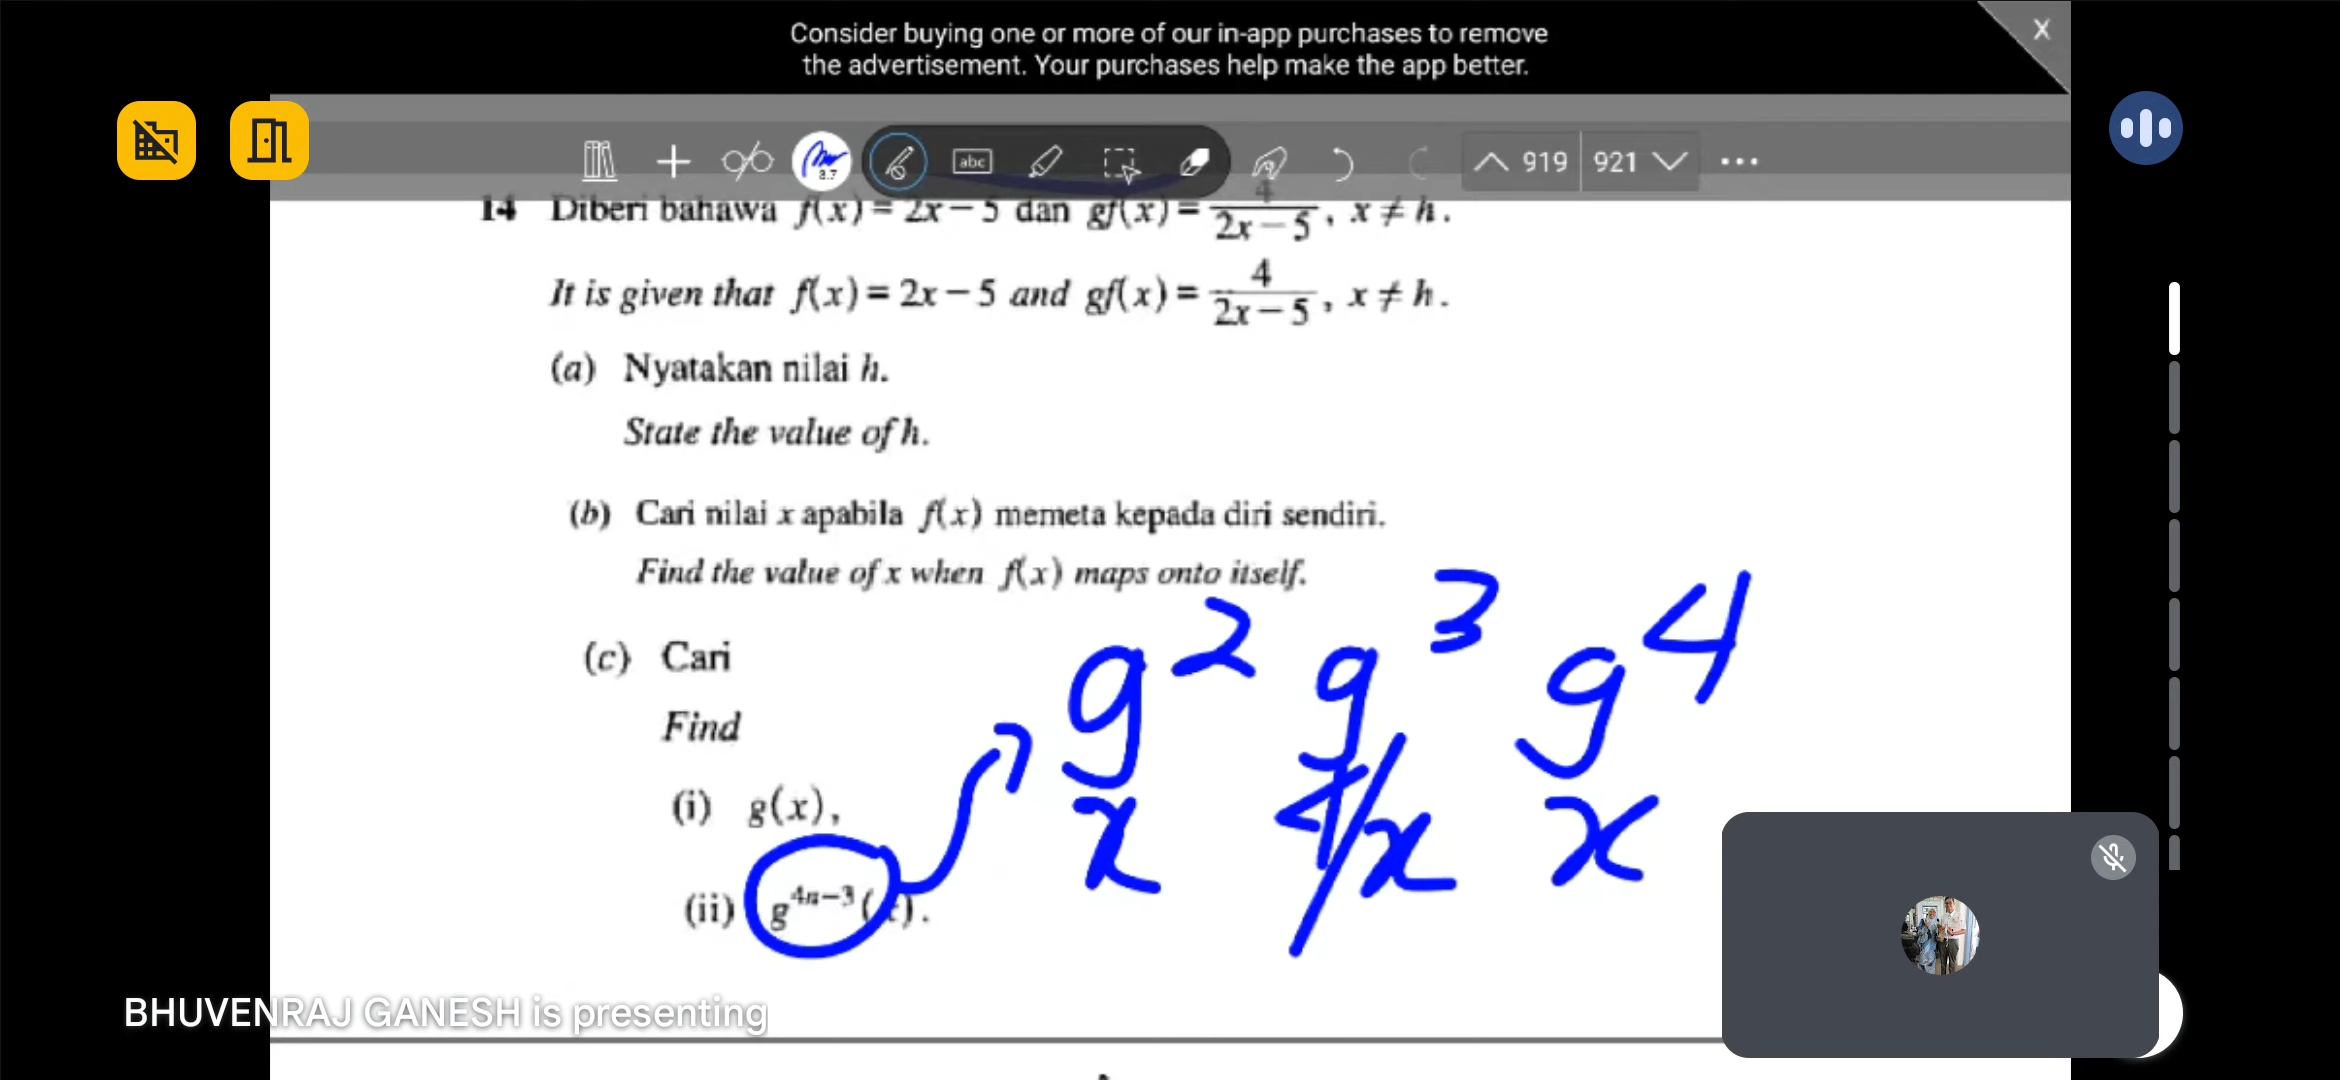 Consider buying one or more of our in-app purchases to remove
the advertisement. Your purchases help make the app better.
X
abc
919 921
3.7
14 Diberi bahawa f(x) = 2x − 5 dan gf(x) = 4/(2x − 5), x ≠ h.
It is given that f(x) = 2x − 5 and gf(x) = 4/(2x − 5), x ≠ h.
(a) Nyatakan nilai h.
State the value of h.
(b) Cari nilai x apabila f(x) memeta kepada diri sendiri.
Find the value of x when f(x) maps onto itself.
(c) Cari
Find
g² g³ g⁴
x 4/x x
(i) g(x),
(ii) g⁴ⁿ⁻³(x).
BHUVENRAJ GANESH is presenting